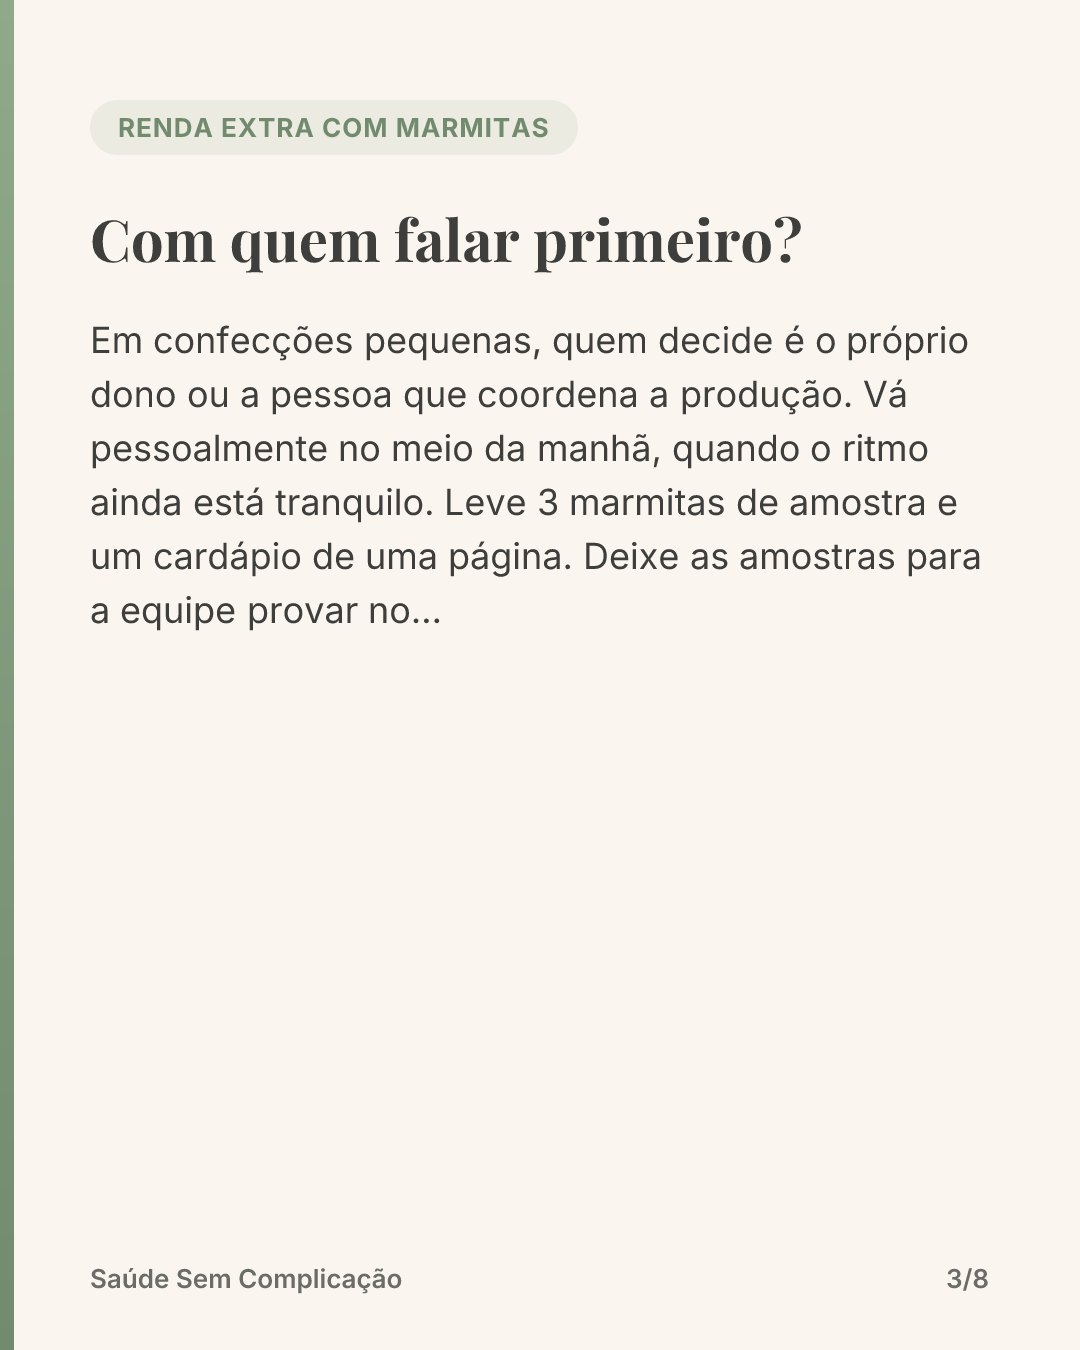 RENDA EXTRA COM MARMITAS
Com quem falar primeiro?
Em confecções pequenas, quem decide é o próprio
dono ou a pessoa que coordena a produção. Vá
pessoalmente no meio da manhã, quando o ritmo
ainda está tranquilo. Leve 3 marmitas de amostra e
um cardápio de uma página. Deixe as amostras para
a equipe provar no...
Saúde Sem Complicação
3/8